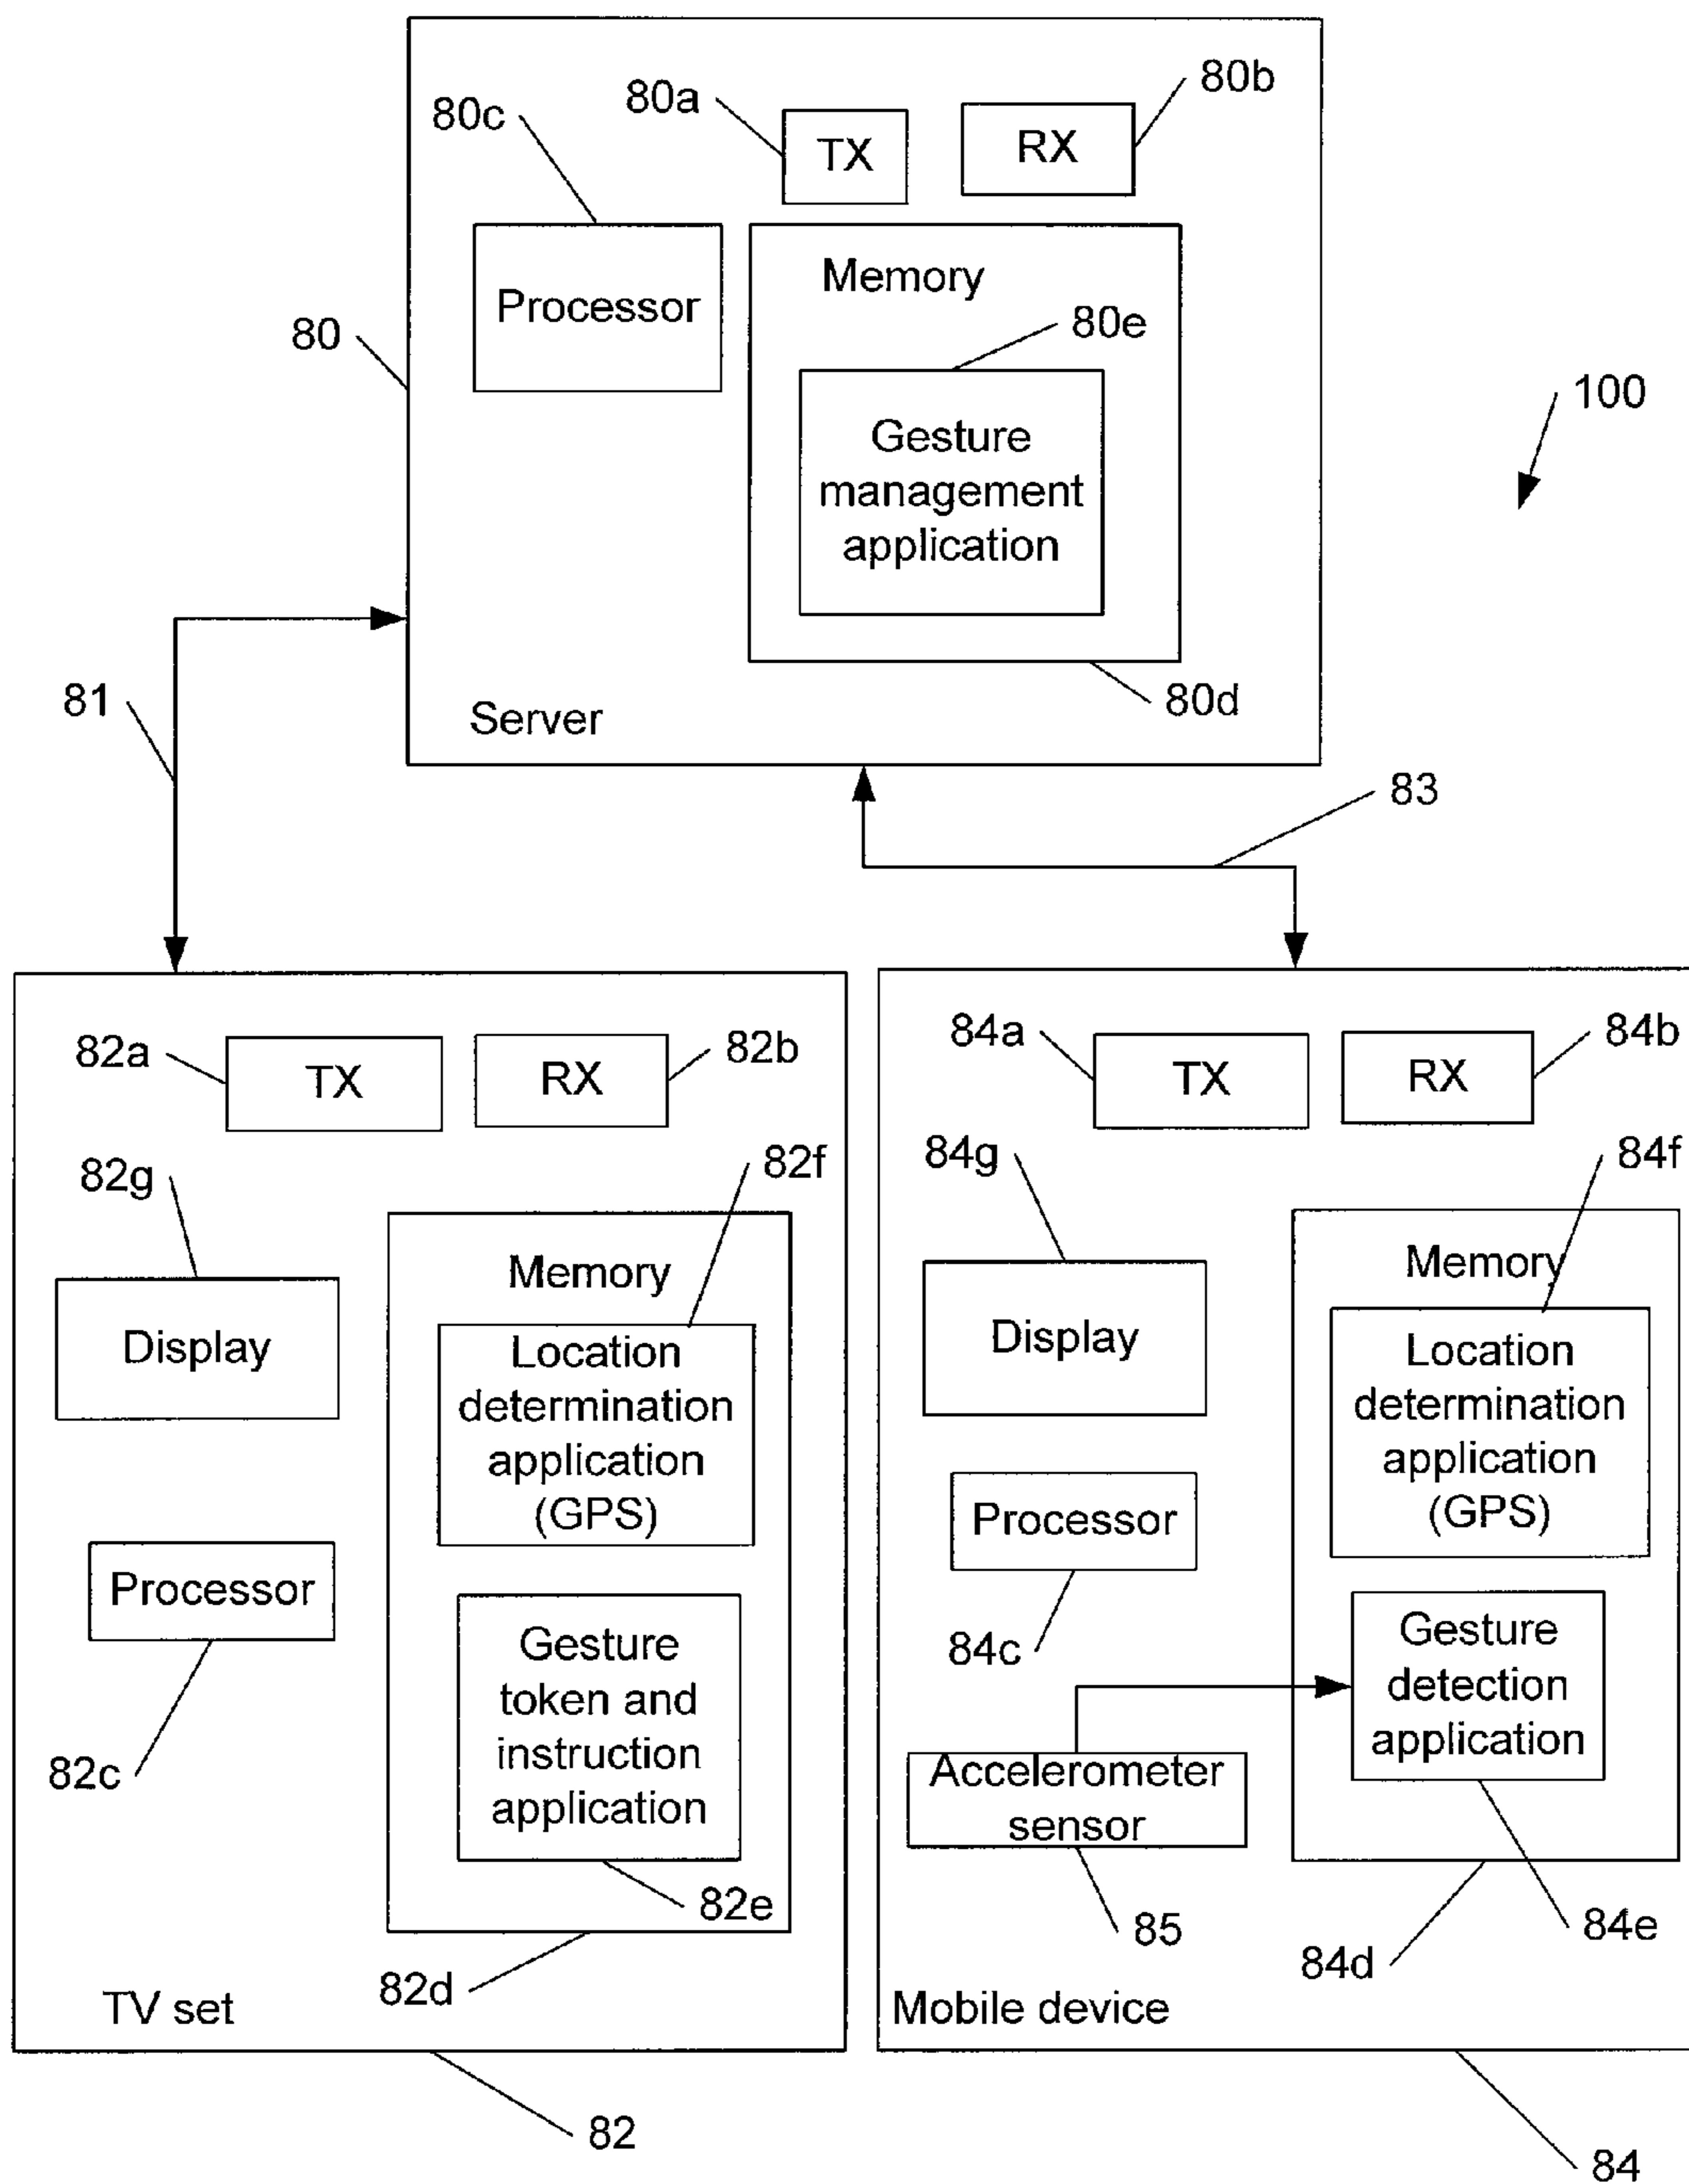 80a
80b
80c
TX
RX
Processor
Memory
80
80e
100
Gesture
management
application
81
80d
Server
83
82a
TX
RX
82b
84a
TX
RX
84b
82g
82f
84g
84f
Memory
Display
Location
determination
application
(GPS)
Memory
Display
Location
determination
application
(GPS)
Processor
Processor
82c
Gesture
token and
instruction
application
84c
Gesture
detection
application
Accelerometer
sensor
82e
85
84e
82d
84d
TV set
Mobile device
82
84